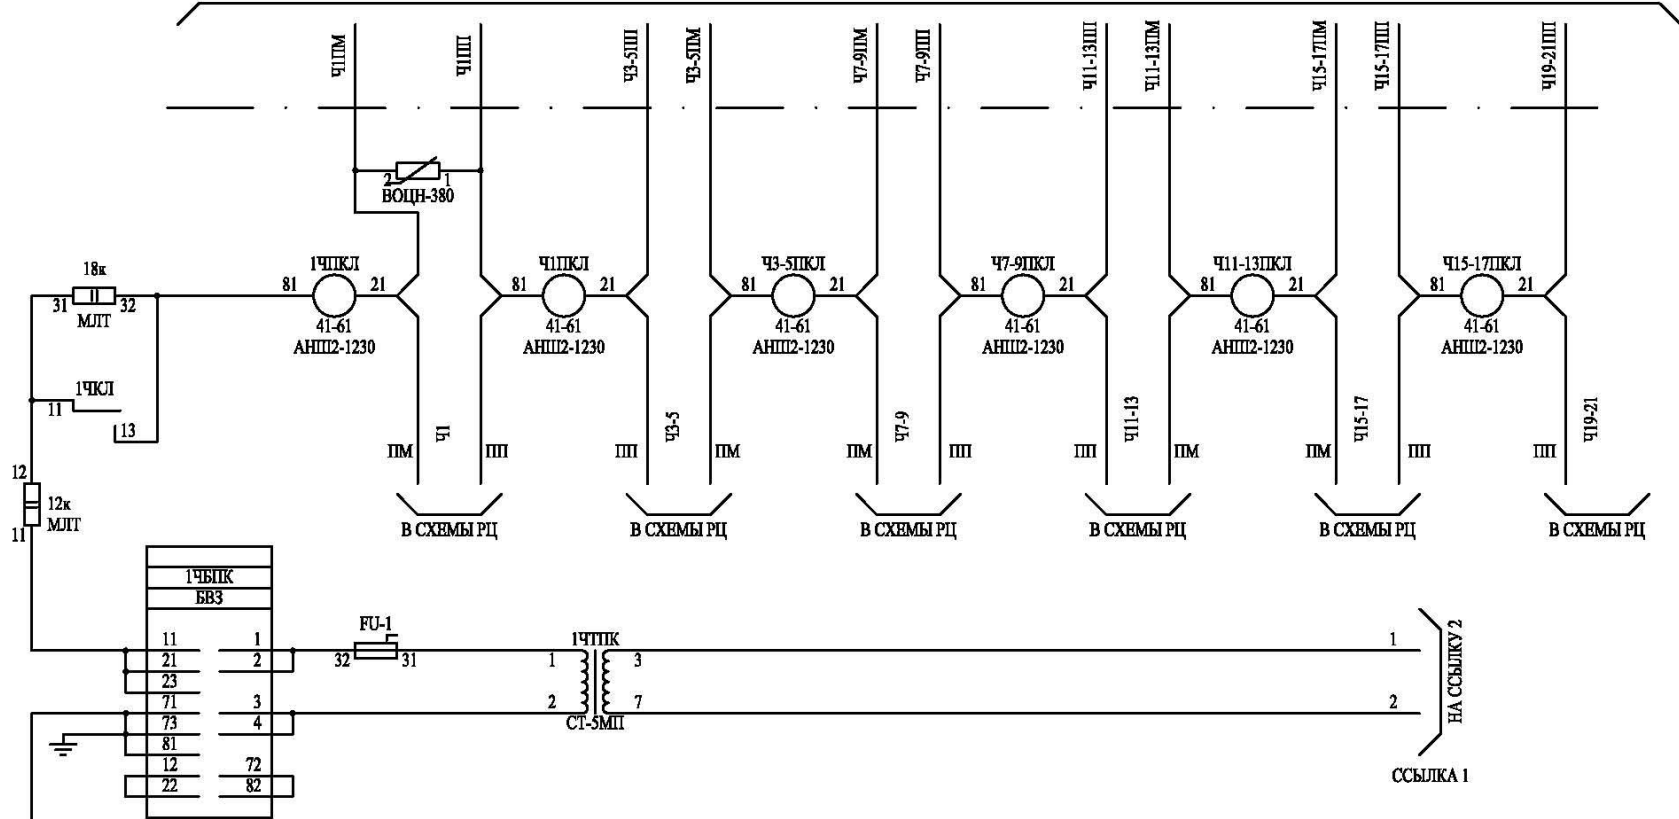 Ч1ПМ
Ч1ПП
Ч3-5ПП
Ч3-5ПМ
Ч7-9ПМ
Ч7-9ПП
Ч11-13ПП
Ч11-13ПМ
Ч15-17ПМ
Ч15-17ПП
Ч19-21ПП
2 1
ВОЦН-380
18к
31 32
МЛТ
1ЧПКЛ
81 21
41-61
АНШ2-1230
Ч1ПКЛ
81 21
41-61
АНШ2-1230
Ч3-5ПКЛ
81 21
41-61
АНШ2-1230
Ч7-9ПКЛ
81 21
41-61
АНШ2-1230
Ч11-13ПКЛ
81 21
41-61
АНШ2-1230
Ч15-17ПКЛ
81 21
41-61
АНШ2-1230
1ЧКЛ
11
13
12
12к
МЛТ
11
ПМ
Ч1
ПП
В СХЕМЫ РЦ
ПП
Ч3-5
ПМ
В СХЕМЫ РЦ
ПМ
Ч7-9
ПП
В СХЕМЫ РЦ
ПП
Ч11-13
ПМ
В СХЕМЫ РЦ
ПМ
Ч15-17
ПП
В СХЕМЫ РЦ
ПП
Ч19-21
В СХЕМЫ РЦ
1ЧБПК
БВЗ
11 1
21 2
23
71 3
73 4
81
12 72
22 82
FU-1
32 31
1ЧТПК
1 3
2 7
СТ-5МП
1
2
НА ССЫЛКУ 2
ССЫЛКА 1